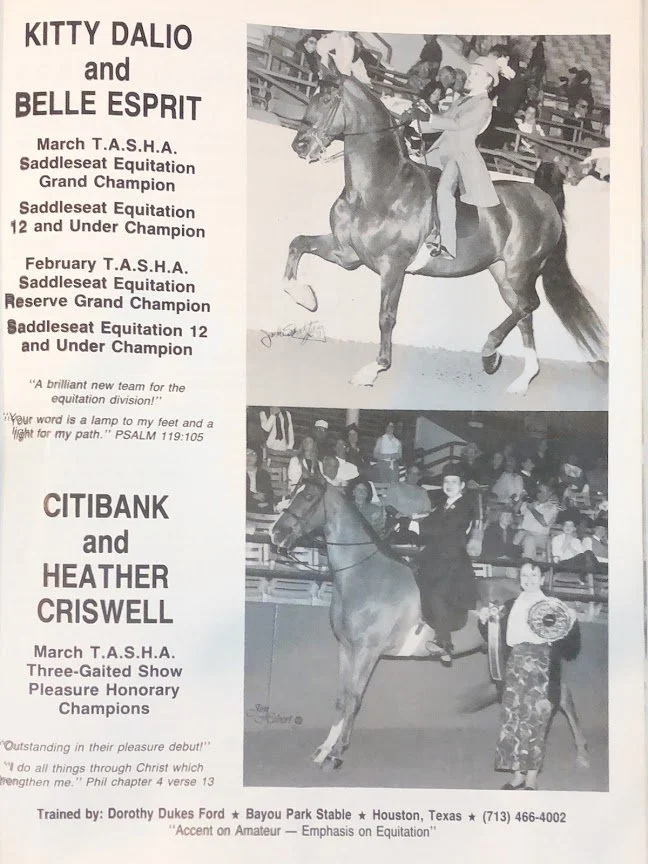 KITTY DALIO
and
BELLE ESPRIT
March T.A.S.H.A.
Saddleseat Equitation
Grand Champion
Saddleseat Equitation
12 and Under Champion
February T.A.S.H.A.
Saddleseat Equitation
Reserve Grand Champion
Saddleseat Equitation 12
and Under Champion
"A brilliant new team for the
equitation division!"
"Your word is a lamp to my feet and a
light for my path." PSALM 119:105
CITIBANK
and
HEATHER
CRISWELL
March T.A.S.H.A.
Three-Gaited Show
Pleasure Honorary
Champions
"Outstanding in their pleasure debut!"
"I do all things through Christ which
rengthen me." Phil chapter 4 verse 13
Trained by: Dorothy Dukes Ford ★ Bayou Park Stable ★ Houston, Texas ★ (713) 466-4002
"Accent on Amateur — Emphasis on Equitation"